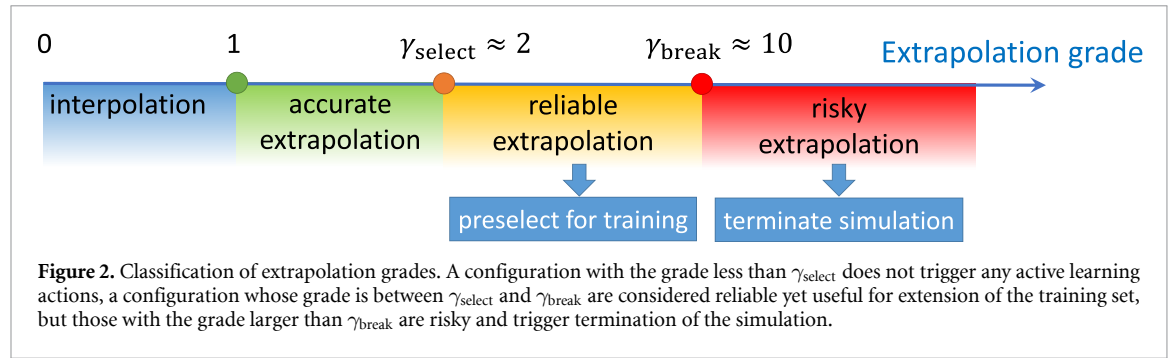 0 1 γselect ≈ 2 γbreak ≈ 10 Extrapolation grade
interpolation
accurate
extrapolation
reliable
extrapolation
risky
extrapolation
preselect for training
terminate simulation
Figure 2. Classification of extrapolation grades. A configuration with the grade less than γselect does not trigger any active learning
actions, a configuration whose grade is between γselect and γbreak are considered reliable yet useful for extension of the training set,
but those with the grade larger than γbreak are risky and trigger termination of the simulation.